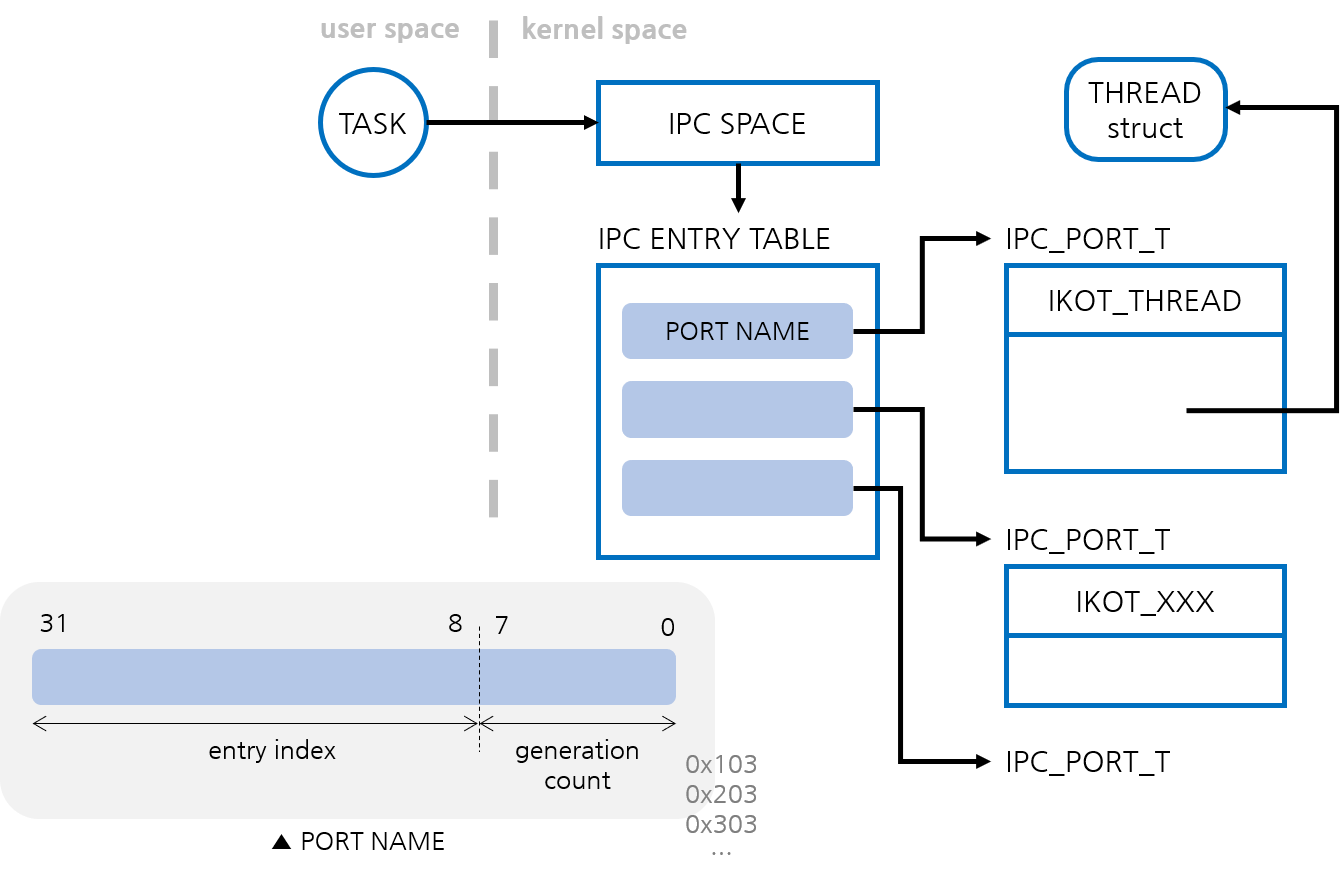 user space
kernel space
TASK
IPC SPACE
THREAD
struct
IPC ENTRY TABLE
IPC_PORT_T
PORT NAME
IKOT_THREAD
IPC_PORT_T
IKOT_XXX
IPC_PORT_T
31
8
7
0
entry index
generation
count
0x103
0x203
0x303
...
▲ PORT NAME